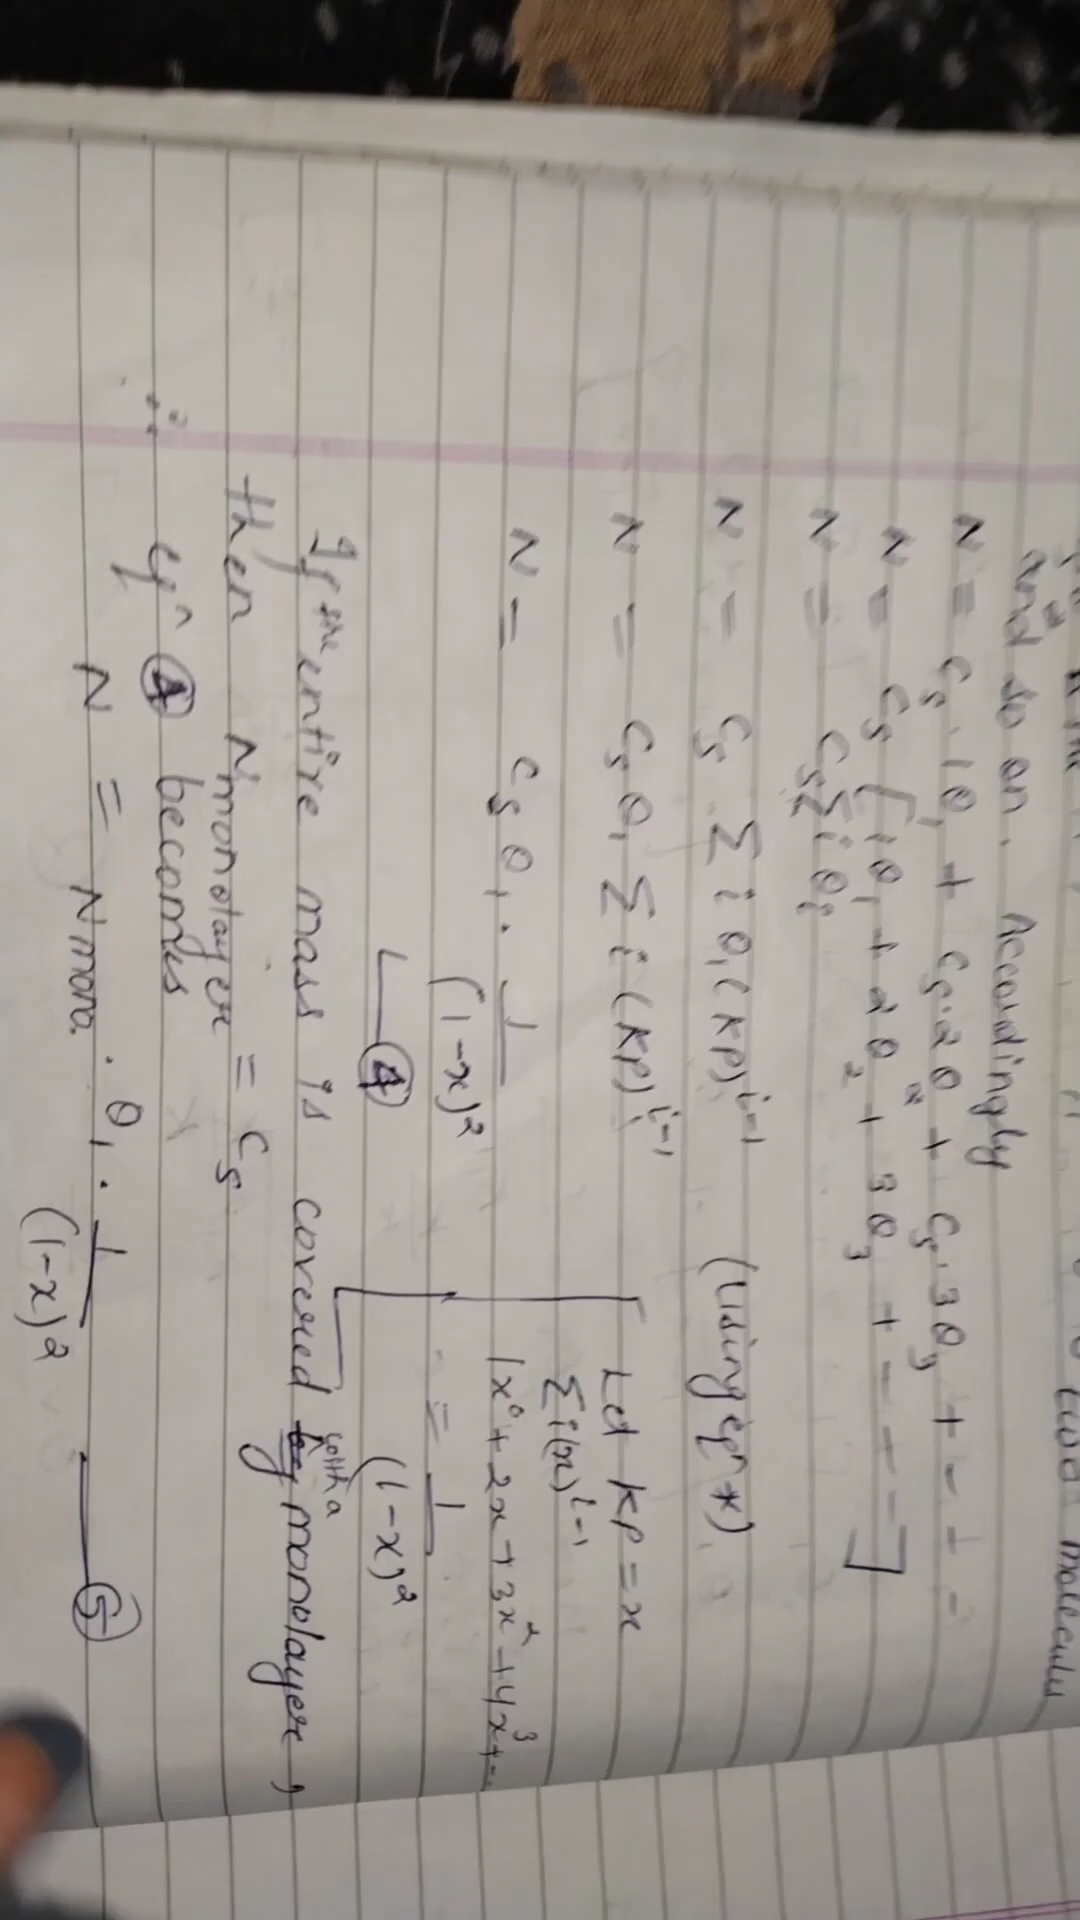 two molecules
and so on. Accordingly
N = Cs . 1θ₁ + Cs . 2θ₂ + Cs . 3θ₃ + - - -
N = Cs [ 1θ₁ + 2θ₂ + 3θ₃ + - - + - - ]
N = Cs Σ i θi
N = Cs Σ i θ₁ (KP)^i-1 (Using eqⁿ *)
N = Cs θ₁ Σ i (KP)^i-1
Let KP = x
Σ i (x)^i-1
N = Cs θ₁ . 1/(1-x)²
④
1x⁰ + 2x + 3x² + 4x³ + - -
= 1/(1-x)²
If the entire mass is covered with a monolayer,
then Nmonolayer = Cs
∴ eqⁿ ④ becomes
N = Nmono . θ₁ . 1/(1-x)² ⑤